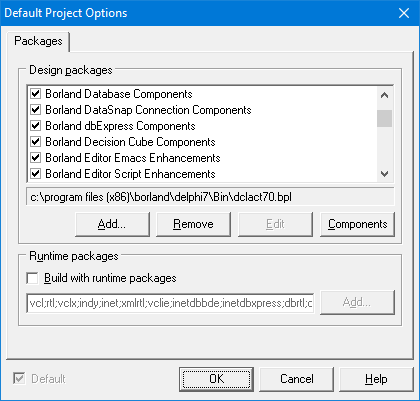 Default Project Options
Packages
Design packages
Borland Database Components
Borland DataSnap Connection Components
Borland dbExpress Components
Borland Decision Cube Components
Borland Editor Emacs Enhancements
Borland Editor Script Enhancements
c:\program files (x86)\borland\delphi7\Bin\dclact70.bpl
Add... Remove Edit Components
Runtime packages
Build with runtime packages
vcl;rtl;vclx;indy;inet;xmlrtl;vclie;inetdbbde;inetdbxpress;dbrtl;c Add...
Default OK Cancel Help